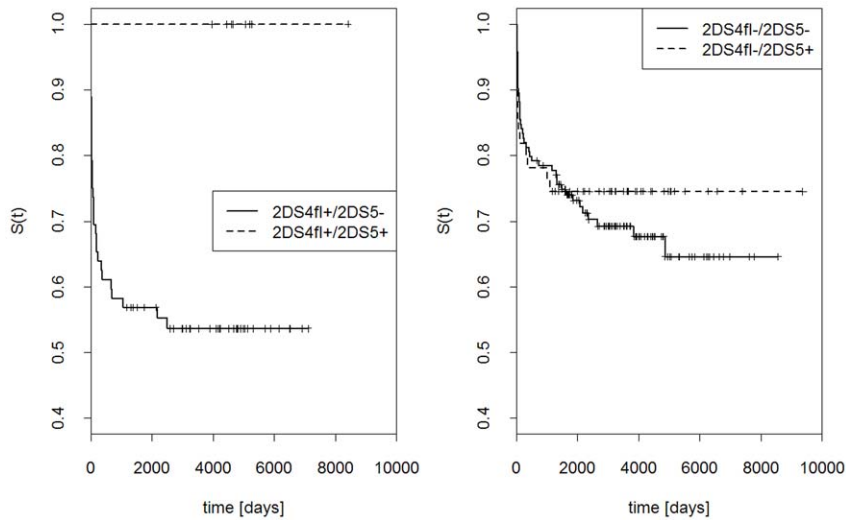 S(t)
1.0
0.9
0.8
0.7
0.6
0.5
0.4
2DS4fl+/2DS5-
2DS4fl+/2DS5+
0 2000 4000 6000 8000 10000
time [days]
S(t)
1.0
0.9
0.8
0.7
0.6
0.5
0.4
2DS4fl-/2DS5-
2DS4fl-/2DS5+
0 2000 4000 6000 8000 10000
time [days]